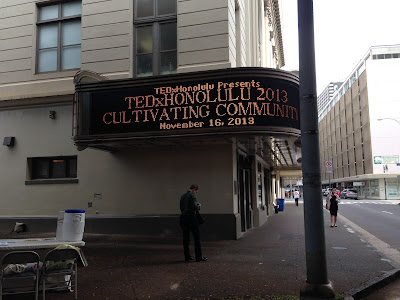 TEDxHonolulu Presents
TEDxHONOLULU 2013
CULTIVATING COMMUNITY
November 16, 2013